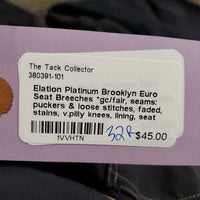 The Tack Collector
380391-101
Elation Platinum Brooklyn Euro
Seat Breeches *gc/fair, seams:
puckers & loose stitches, faded,
stains, v.pilly knees, lining, seat
32R $45.00
1VVHTN